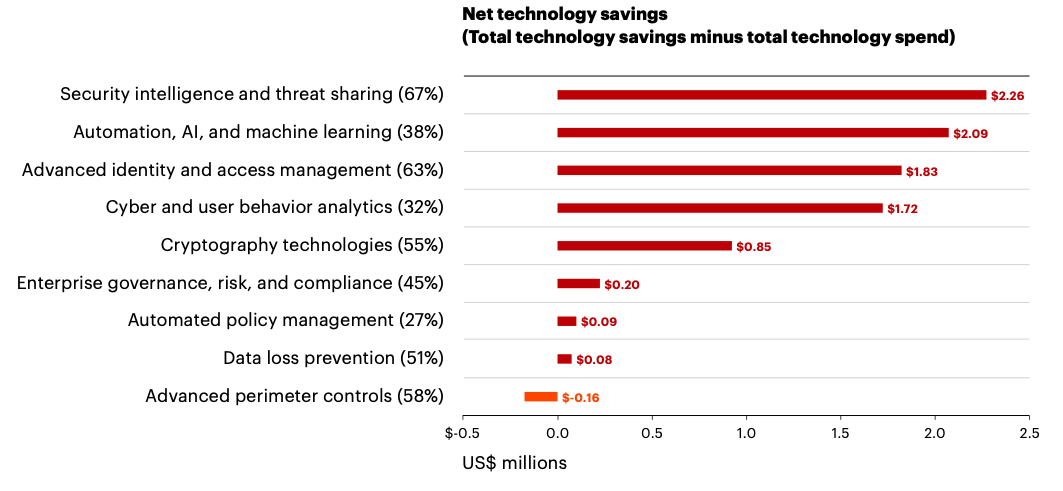 Net technology savings
(Total technology savings minus total technology spend)
Security intelligence and threat sharing (67%) $2.26
Automation, AI, and machine learning (38%) $2.09
Advanced identity and access management (63%) $1.83
Cyber and user behavior analytics (32%) $1.72
Cryptography technologies (55%) $0.85
Enterprise governance, risk, and compliance (45%) $0.20
Automated policy management (27%) $0.09
Data loss prevention (51%) $0.08
Advanced perimeter controls (58%) $-0.16
$-0.5 0.0 0.5 1.0 1.5 2.0 2.5
US$ millions